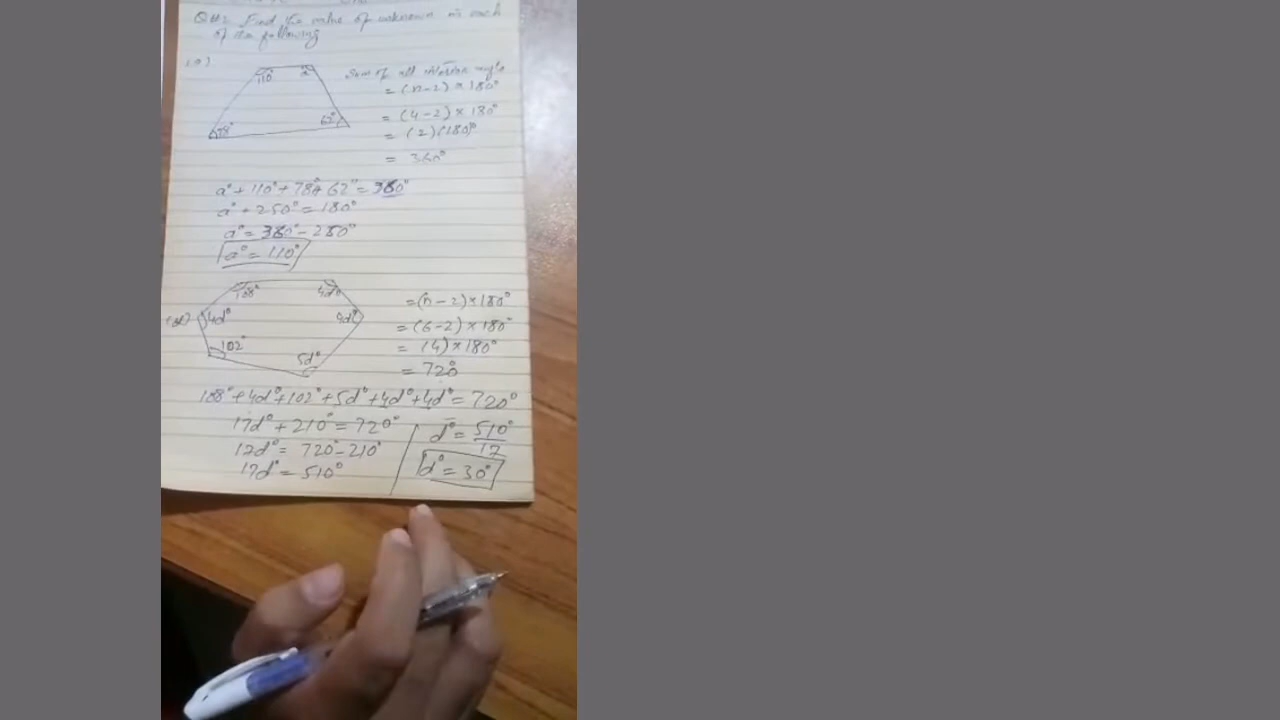 Q#2 Find the value of unknown in each
of the following
110° a°
78° 62°
Sum of all interior angle
= (n-2) × 180°
= (4-2) × 180°
= (2)(180)°
= 360°
a° + 110° + 78° + 62° = 360°
a° + 250° = 180°
a° = 360° - 250°
a° = 110°
108° 4d°
4d° 4d°
102° 5d°
= (n-2) × 180°
= (6-2) × 180°
= (4) × 180°
= 720°
108° + 4d° + 102° + 5d° + 4d° + 4d° = 720°
17d° + 210° = 720°
17d° = 720° - 210°
17d° = 510°
d° = 510°
17
d° = 30°